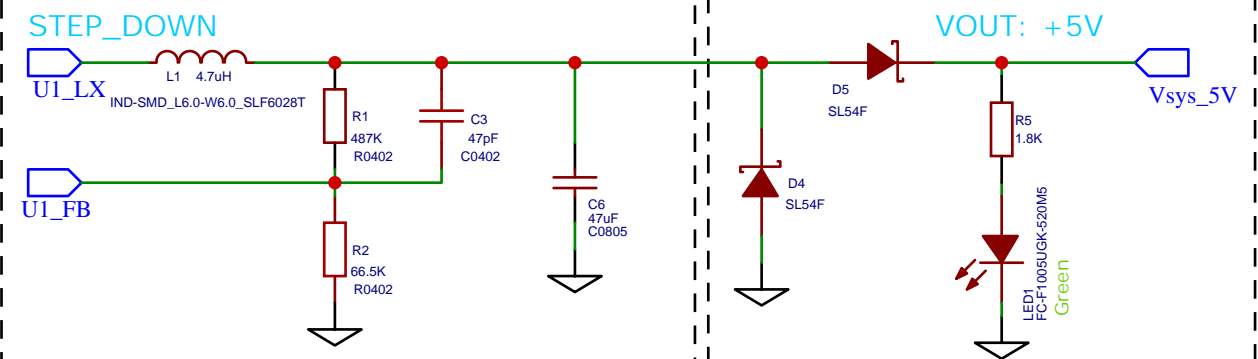 STEP_DOWN
VOUT: +5V
U1_LX
L1 4.7uH
IND-SMD_L6.0-W6.0_SLF6028T
R1
487K
R0402
C3
47pF
C0402
U1_FB
R2
66.5K
R0402
C6
47uF
C0805
D4
SL54F
D5
SL54F
R5
1.8K
Vsys_5V
LED1
FC-F1005UGK-520M5
Green